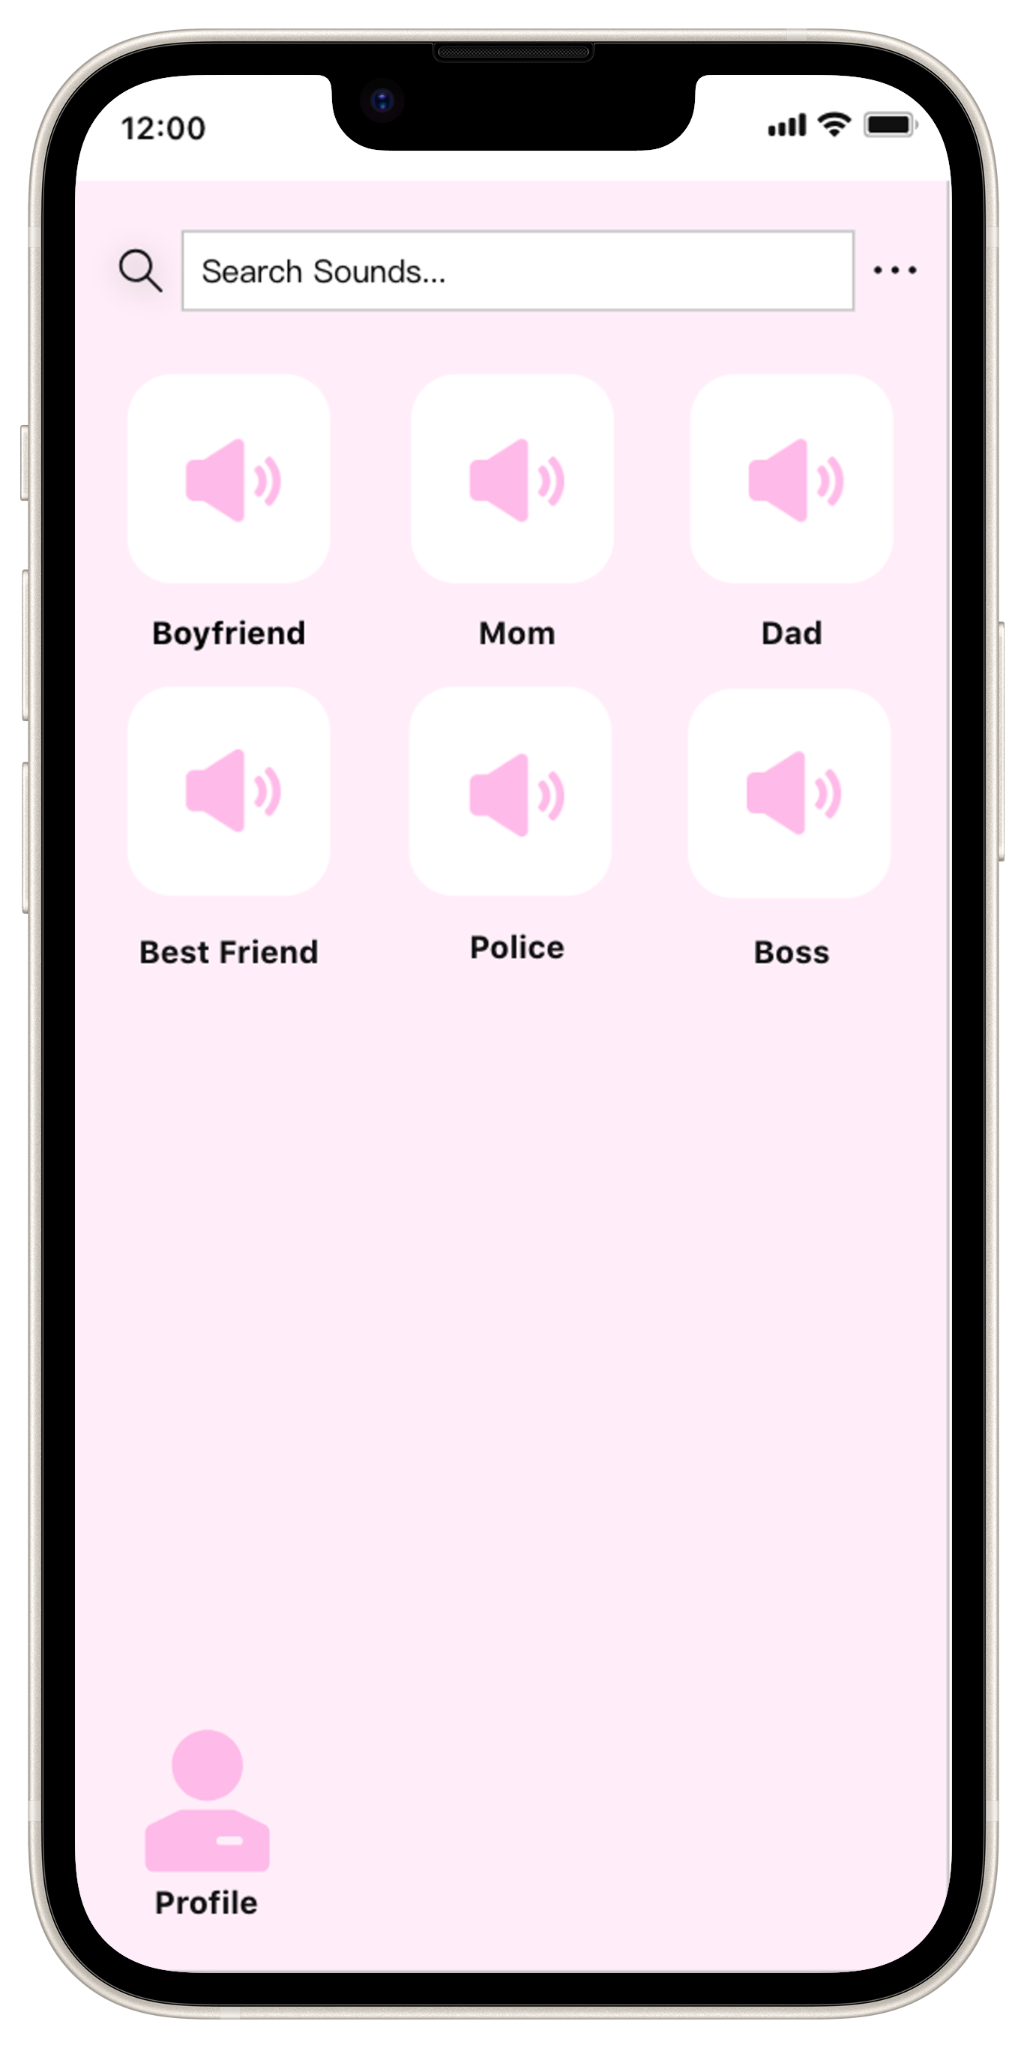 12:00
Search Sounds...
Boyfriend Mom Dad
Best Friend Police Boss
Profile